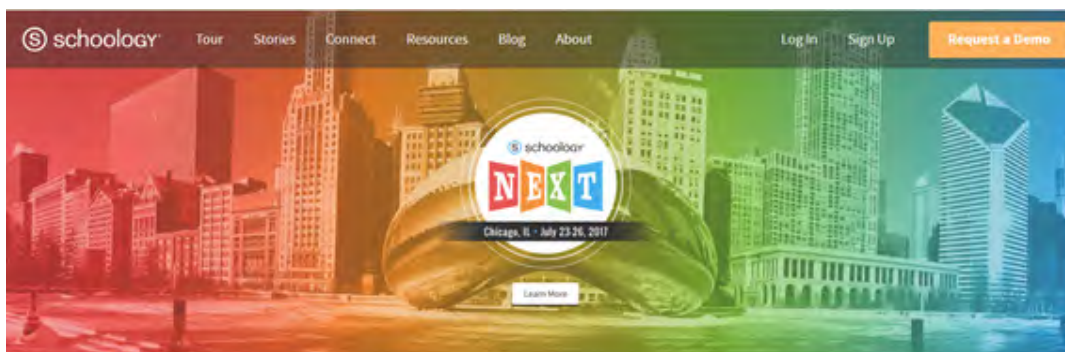 S schoology
Tour Stories Connect Resources Blog About Log In Sign Up Request a Demo
S schoology
NEXT
Chicago, IL - July 23-26, 2017
Learn More